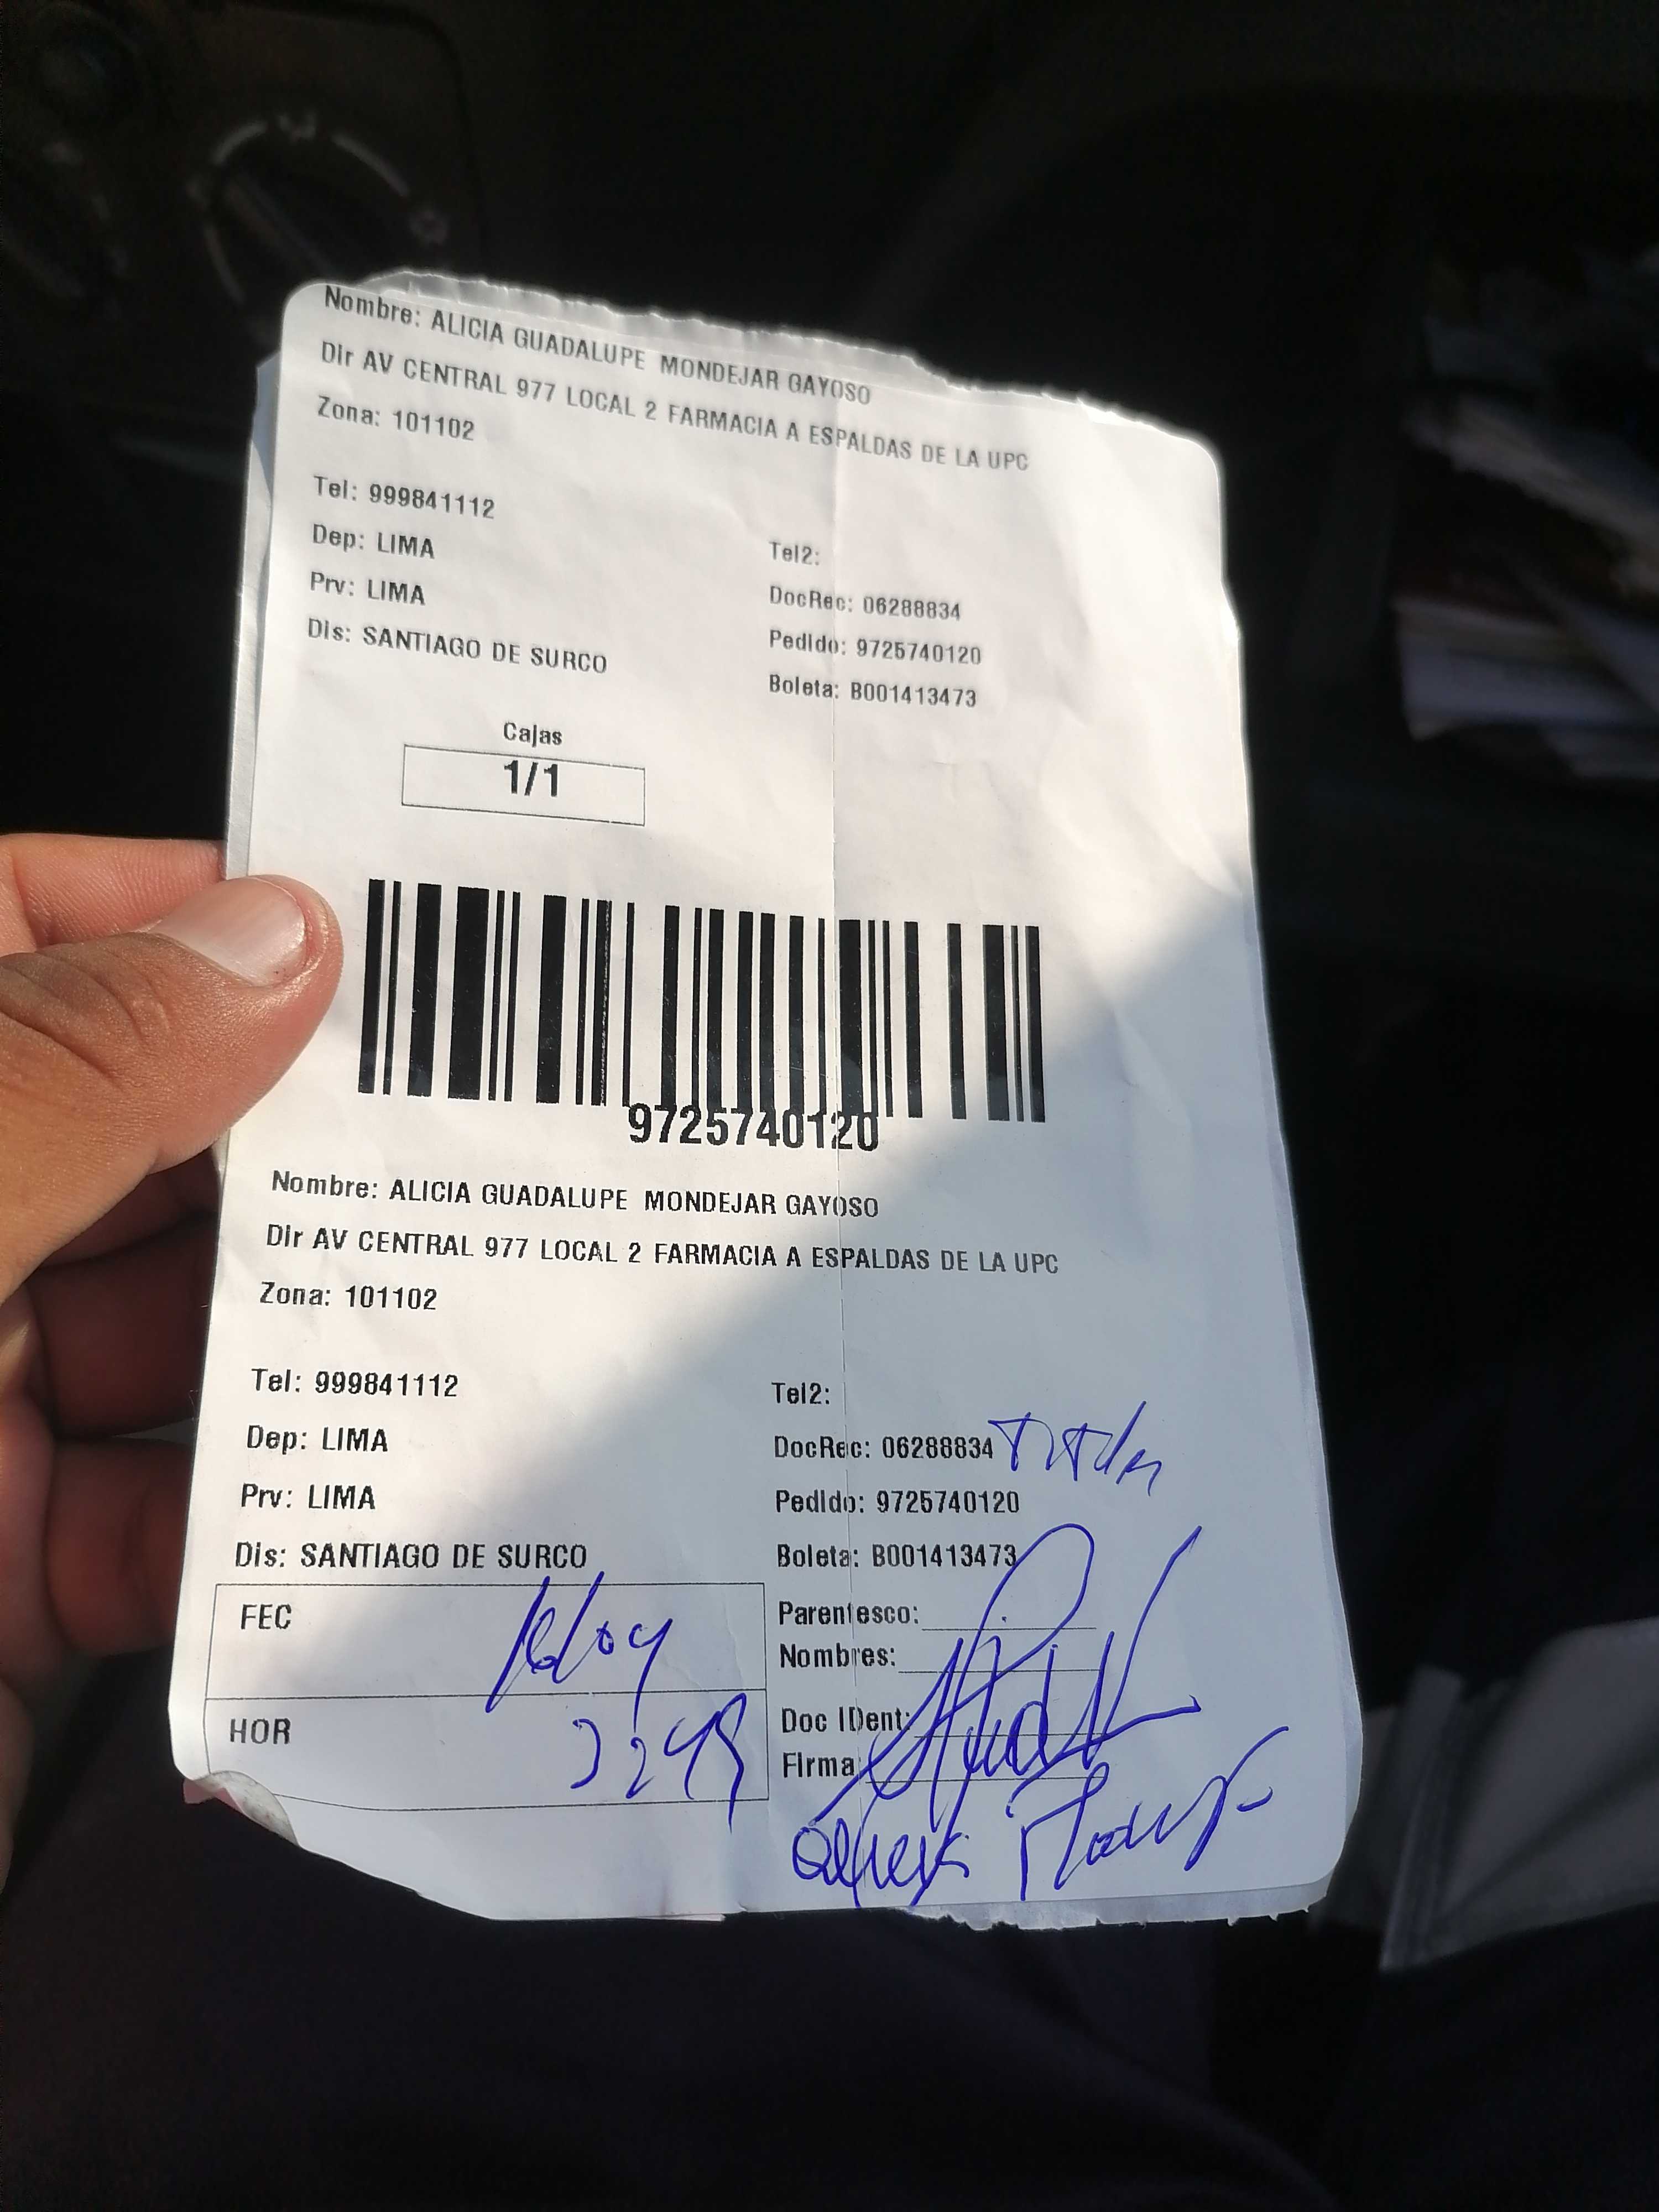 Nombre: ALICIA GUADALUPE MONDEJAR GAYOSO
Dir AV CENTRAL 977 LOCAL 2 FARMACIA A ESPALDAS DE LA UPC
Zona: 101102
Tel: 999841112
Tel2:
Dep: LIMA
DocRec: 06288834
Prv: LIMA
Pedido: 9725740120
Dis: SANTIAGO DE SURCO
Boleta: B001413473
Cajas
1/1
9725740120
Nombre: ALICIA GUADALUPE MONDEJAR GAYOSO
Dir AV CENTRAL 977 LOCAL 2 FARMACIA A ESPALDAS DE LA UPC
Zona: 101102
Tel: 999841112
Tel2:
Dep: LIMA
DocRec: 06288834
Prv: LIMA
Pedido: 9725740120
Dis: SANTIAGO DE SURCO
Boleta: B001413473
FEC
Parentesco:
Nombres:
HOR
Doc IDent:
Firma